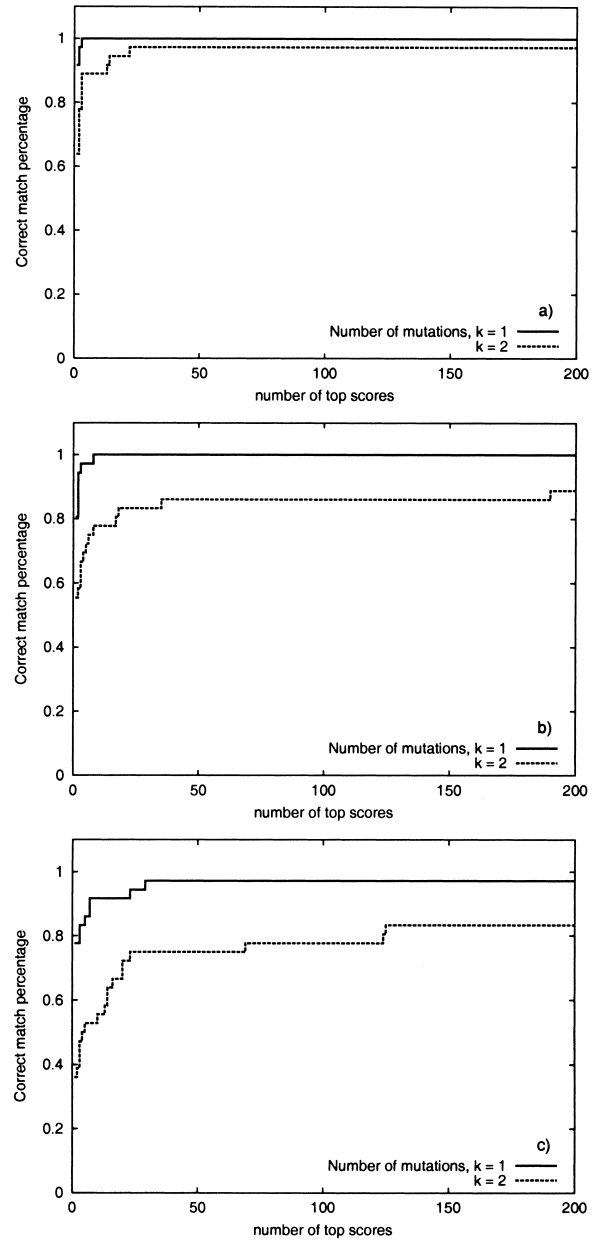 1
0.8
0.6
0.4
0.2
0
Correct match percentage
a)
Number of mutations, k = 1
k = 2
0 50 100 150 200
number of top scores
1
0.8
0.6
0.4
0.2
0
Correct match percentage
b)
Number of mutations, k = 1
k = 2
0 50 100 150 200
number of top scores
1
0.8
0.6
0.4
0.2
0
Correct match percentage
c)
Number of mutations, k = 1
k = 2
0 50 100 150 200
number of top scores